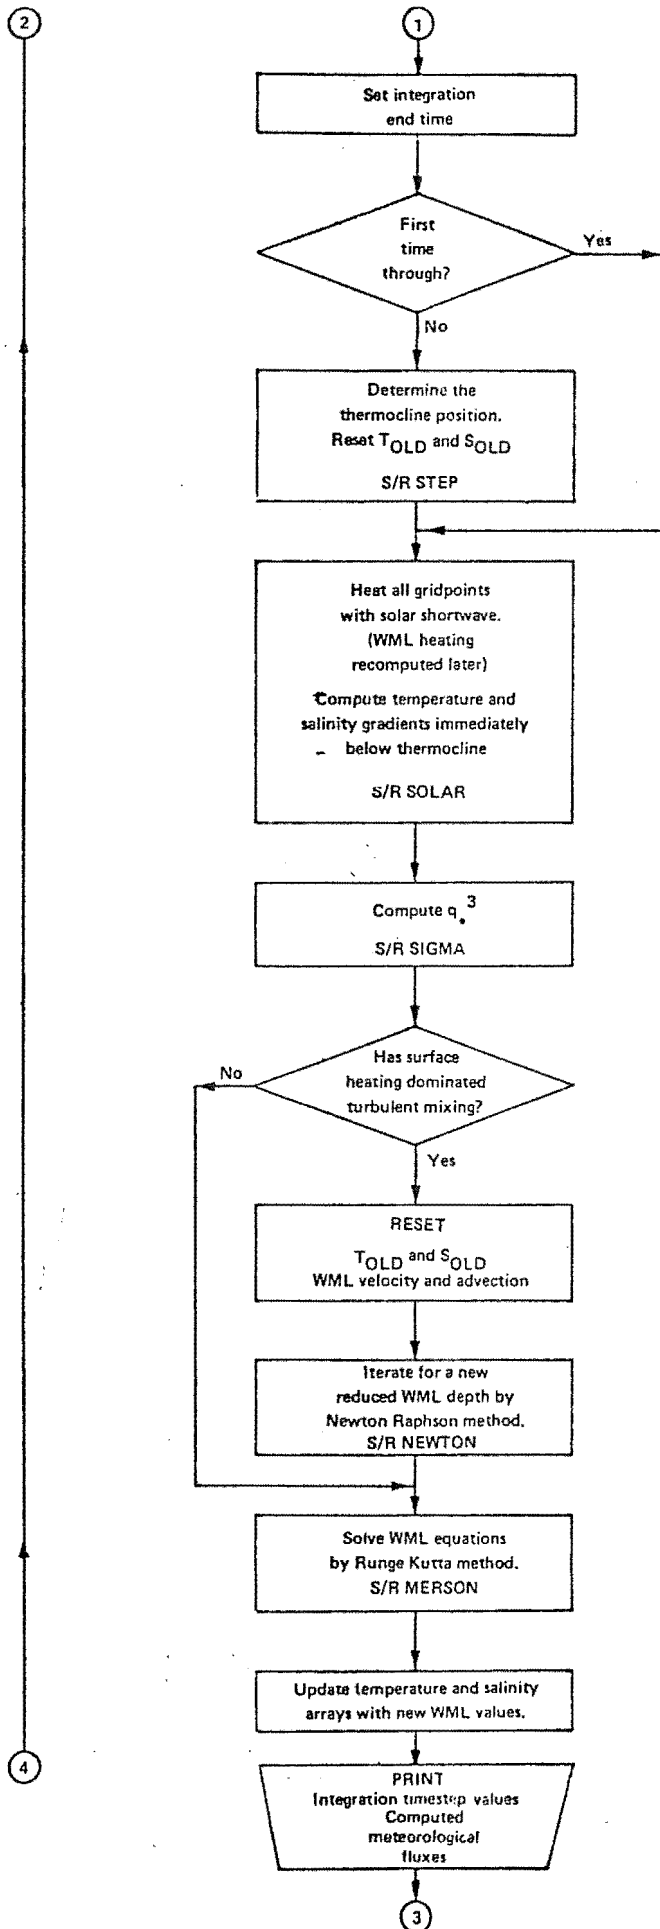 2
1
Set integration
end time
First
time
through?
Yes
No
Determine the
thermocline position.
Reset TOLD and SOLD
S/R STEP
Heat all gridpoints
with solar shortwave.
(WML heating
recomputed later)
Compute temperature and
salinity gradients immediately
below thermocline
S/R SOLAR
Compute q*3
S/R SIGMA
Has surface
heating dominated
turbulent mixing?
No
Yes
RESET
TOLD and SOLD
WML velocity and advection
Iterate for a new
reduced WML depth by
Newton Raphson method.
S/R NEWTON
Solve WML equations
by Runge Kutta method.
S/R MERSON
Update temperature and salinity
arrays with new WML values.
4
PRINT
Integration timestep values
Computed
meteorological
fluxes
3